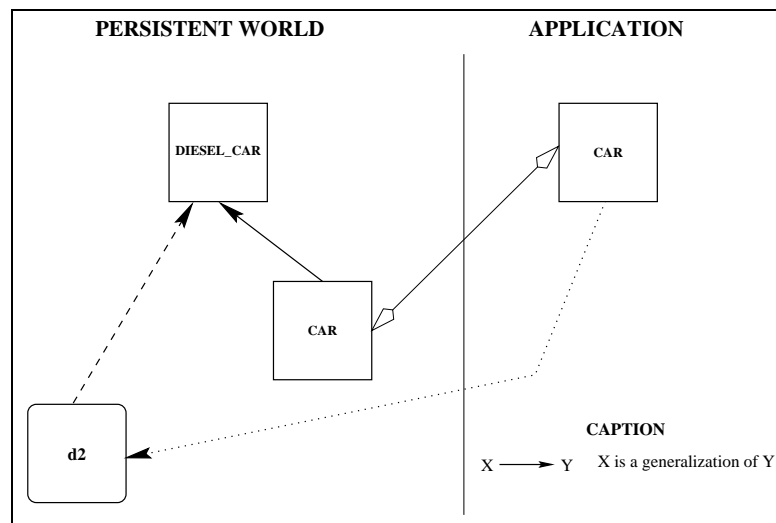 PERSISTENT WORLD
APPLICATION
DIESEL_CAR
CAR
CAR
d2
CAPTION
X Y X is a generalization of Y